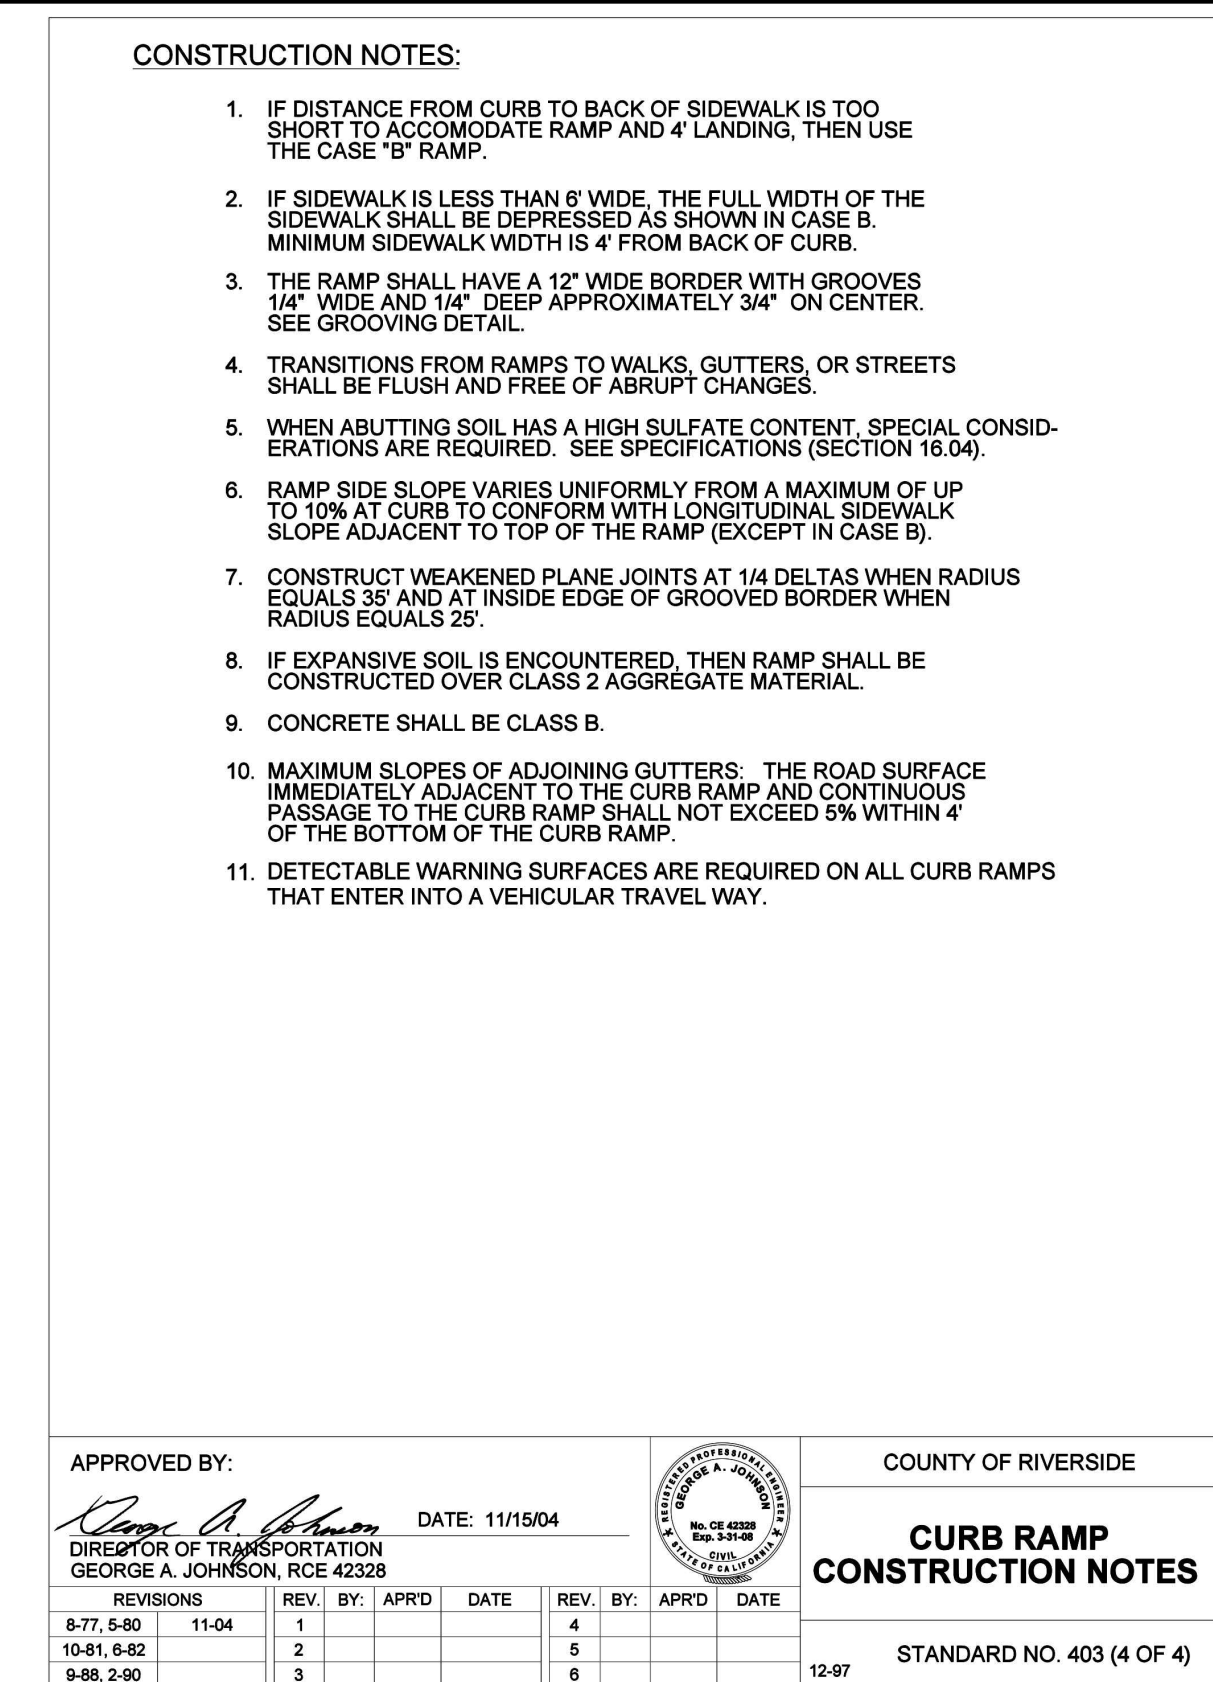 CONSTRUCTION NOTES:
1. IF DISTANCE FROM CURB TO BACK OF SIDEWALK IS TOO
SHORT TO ACCOMODATE RAMP AND 4' LANDING, THEN USE
THE CASE "B" RAMP.
2. IF SIDEWALK IS LESS THAN 6' WIDE, THE FULL WIDTH OF THE
SIDEWALK SHALL BE DEPRESSED AS SHOWN IN CASE B.
MINIMUM SIDEWALK WIDTH IS 4' FROM BACK OF CURB.
3. THE RAMP SHALL HAVE A 12" WIDE BORDER WITH GROOVES
1/4" WIDE AND 1/4" DEEP APPROXIMATELY 3/4" ON CENTER.
SEE GROOVING DETAIL.
4. TRANSITIONS FROM RAMPS TO WALKS, GUTTERS, OR STREETS
SHALL BE FLUSH AND FREE OF ABRUPT CHANGES.
5. WHEN ABUTTING SOIL HAS A HIGH SULFATE CONTENT, SPECIAL CONSID-
ERATIONS ARE REQUIRED. SEE SPECIFICATIONS (SECTION 16.04).
6. RAMP SIDE SLOPE VARIES UNIFORMLY FROM A MAXIMUM OF UP
TO 10% AT CURB TO CONFORM WITH LONGITUDINAL SIDEWALK
SLOPE ADJACENT TO TOP OF THE RAMP (EXCEPT IN CASE B).
7. CONSTRUCT WEAKENED PLANE JOINTS AT 1/4 DELTAS WHEN RADIUS
EQUALS 35' AND AT INSIDE EDGE OF GROOVED BORDER WHEN
RADIUS EQUALS 25'.
8. IF EXPANSIVE SOIL IS ENCOUNTERED, THEN RAMP SHALL BE
CONSTRUCTED OVER CLASS 2 AGGREGATE MATERIAL.
9. CONCRETE SHALL BE CLASS B.
10. MAXIMUM SLOPES OF ADJOINING GUTTERS: THE ROAD SURFACE
IMMEDIATELY ADJACENT TO THE CURB RAMP AND CONTINUOUS
PASSAGE TO THE CURB RAMP SHALL NOT EXCEED 5% WITHIN 4'
OF THE BOTTOM OF THE CURB RAMP.
11. DETECTABLE WARNING SURFACES ARE REQUIRED ON ALL CURB RAMPS
THAT ENTER INTO A VEHICULAR TRAVEL WAY.
APPROVED BY:
George A. Johnson DATE: 11/15/04
DIRECTOR OF TRANSPORTATION
GEORGE A. JOHNSON, RCE 42328
REGISTERED PROFESSIONAL ENGINEER
GEORGE A. JOHNSON
No. CE 42328
Exp. 3-31-08
CIVIL
STATE OF CALIFORNIA
COUNTY OF RIVERSIDE
CURB RAMP
CONSTRUCTION NOTES
REVISIONS REV. BY: APR'D DATE REV. BY: APR'D DATE
8-77, 5-80 11-04 1 4
10-81, 6-82 2 5
9-88, 2-90 3 6
12-97 STANDARD NO. 403 (4 OF 4)